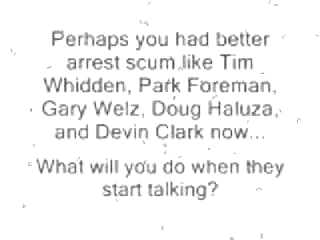 Perhaps you had better
arrest scum like Tim
Whidden, Park Foreman,
Gary Welz, Doug Haluza,
and Devin Clark now...
What will you do when they
start talking?